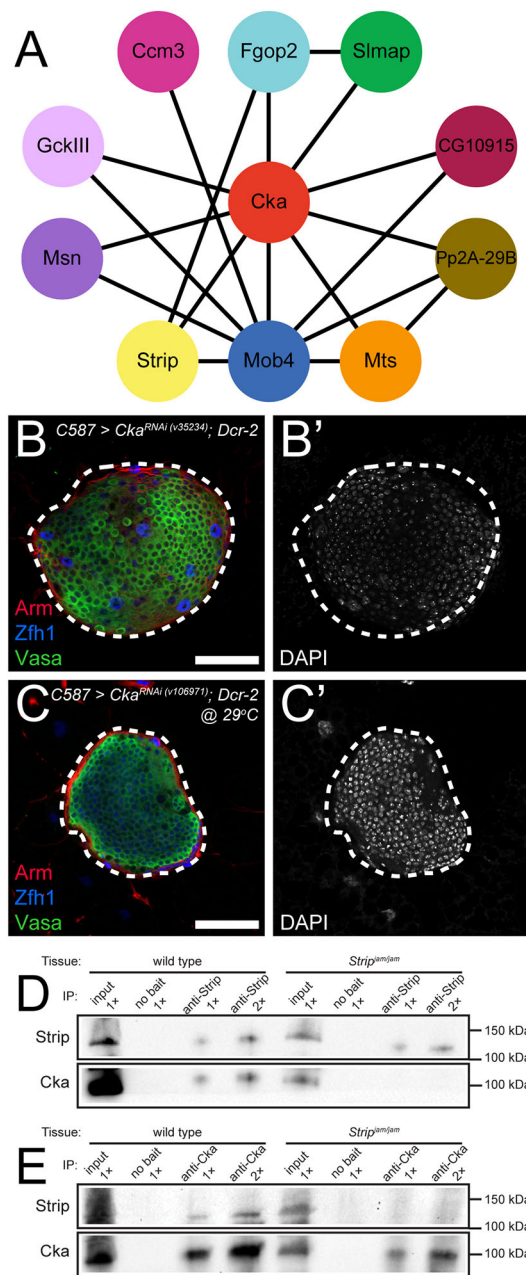 A
Ccm3
Fgop2
Slmap
GckIII
CG10915
Cka
Msn
Pp2A-29B
Strip
Mob4
Mts
B
C587 > Cka^RNAi (v35234); Dcr-2
Arm
Zfh1
Vasa
B'
DAPI
C
C587 > Cka^RNAi (v106971); Dcr-2
@ 29°C
Arm
Zfh1
Vasa
C'
DAPI
D
Tissue: wild type Strip^jam/jam
IP: input 1× no bait 1× anti-Strip 1× anti-Strip 2× input 1× no bait 1× anti-Strip 1× anti-Strip 2×
Strip 150 kDa
100 kDa
Cka 100 kDa
E
Tissue: wild type Strip^jam/jam
IP: input 1× no bait 1× anti-Cka 1× anti-Cka 2× input 1× no bait 1× anti-Cka 1× anti-Cka 2×
Strip 150 kDa
100 kDa
Cka 100 kDa